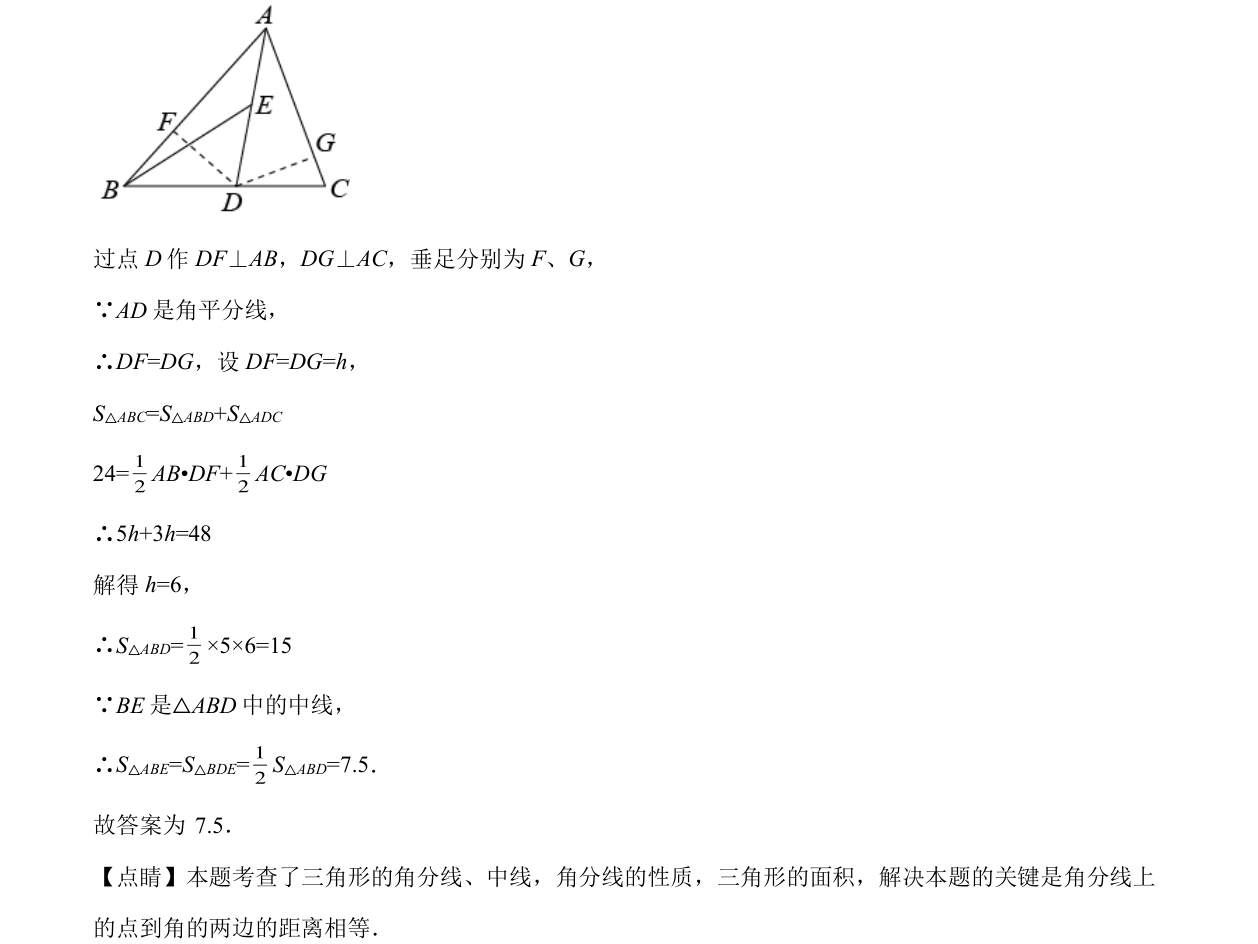 A
F
E
G
B
D
C
过点 D 作 DF⊥AB，DG⊥AC，垂足分别为 F、G，
∵AD 是角平分线，
∴DF=DG，设 DF=DG=h，
S△ABC=S△ABD+S△ADC
24=1/2 AB•DF+1/2 AC•DG
∴5h+3h=48
解得 h=6，
∴S△ABD=1/2×5×6=15
∵BE 是△ABD 中的中线，
∴S△ABE=S△BDE=1/2 S△ABD=7.5．
故答案为 7.5．
【点睛】本题考查了三角形的角分线、中线，角分线的性质，三角形的面积，解决本题的关键是角分线上
的点到角的两边的距离相等．